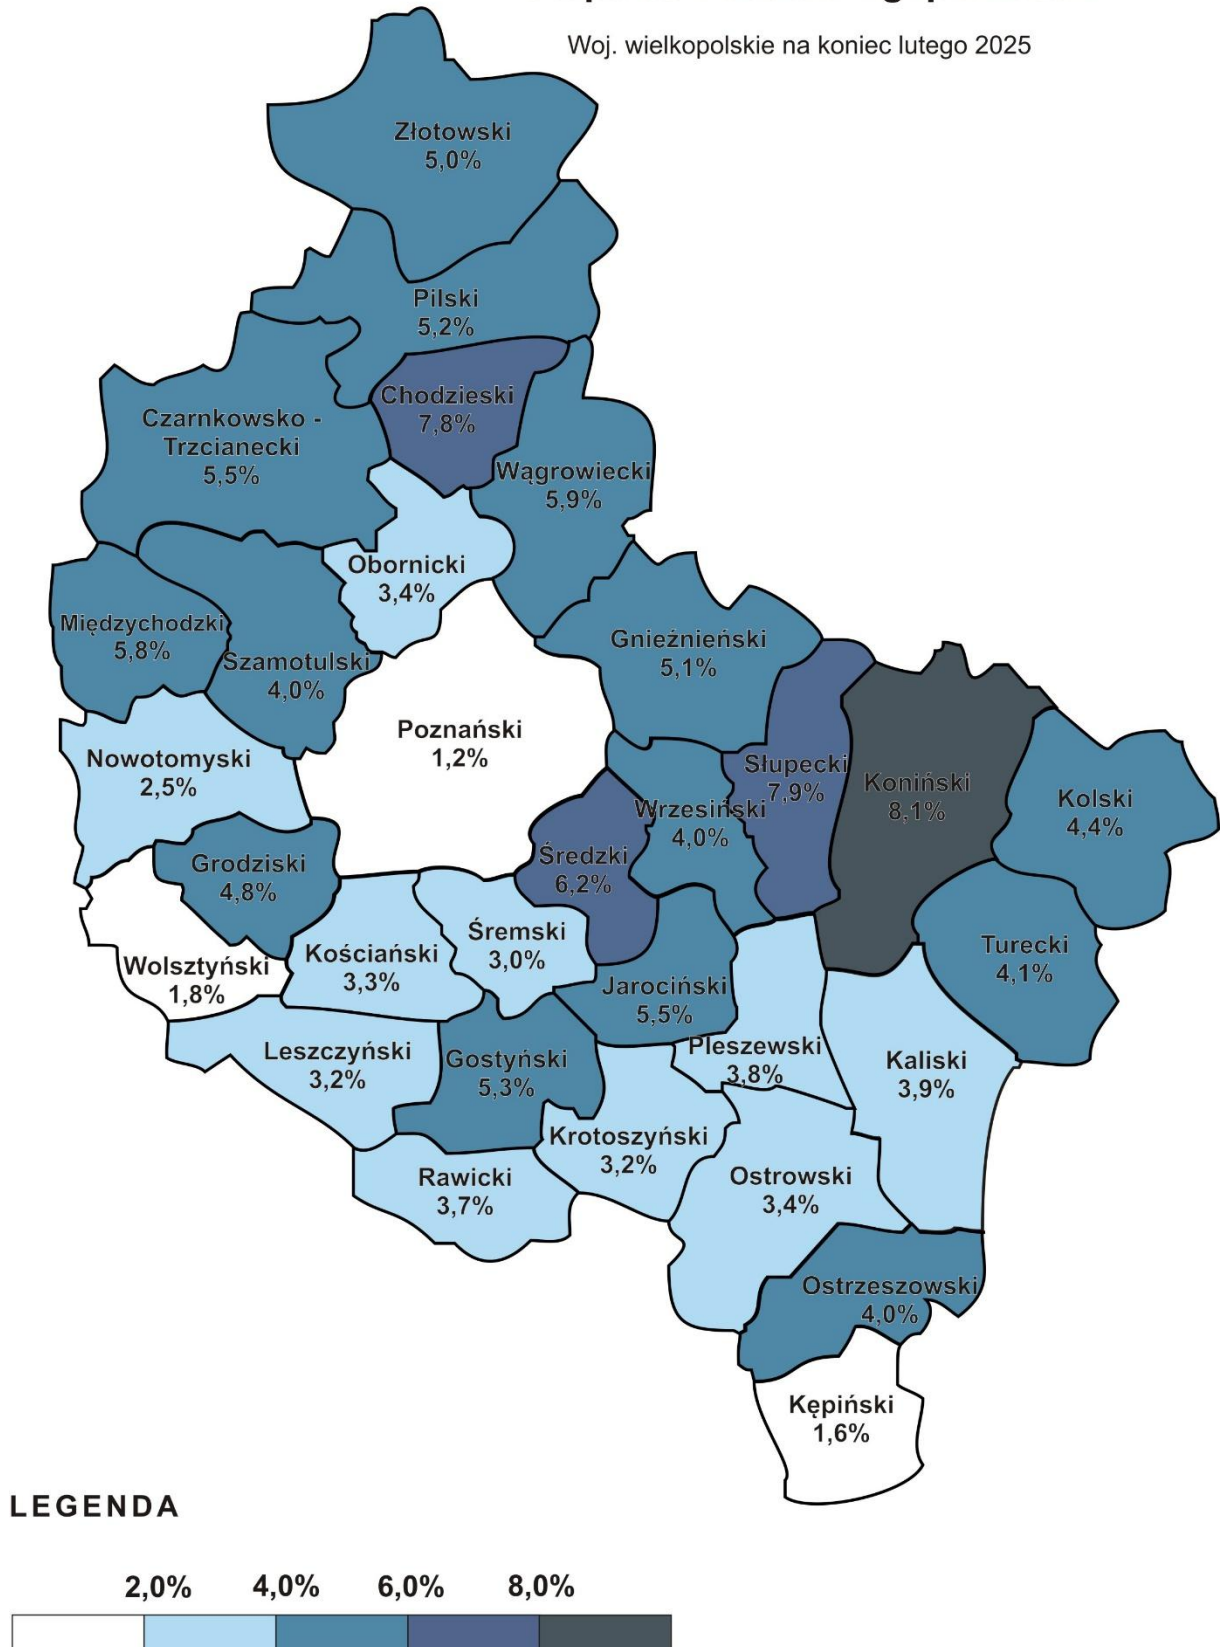 Woj. wielkopolskie na koniec lutego 2025
Złotowski
5,0%
Pilski
5,2%
Chodzieski
7,8%
Czarnkowsko -
Trzcianecki
5,5%
Wągrowiecki
5,9%
Obornicki
3,4%
Międzychodzki
5,8%
Szamotulski
4,0%
Gnieźnieński
5,1%
Poznański
1,2%
Nowotomyski
2,5%
Słupecki
7,9%
Koniński
8,1%
Kolski
4,4%
Wrzesiński
4,0%
Średzki
6,2%
Grodziski
4,8%
Śremski
3,0%
Kościański
3,3%
Turecki
4,1%
Wolsztyński
1,8%
Jarociński
5,5%
Leszczyński
3,2%
Gostyński
5,3%
Pleszewski
3,8%
Kaliski
3,9%
Krotoszyński
3,2%
Rawicki
3,7%
Ostrowski
3,4%
Ostrzeszowski
4,0%
Kępiński
1,6%
LEGENDA
2,0% 4,0% 6,0% 8,0%